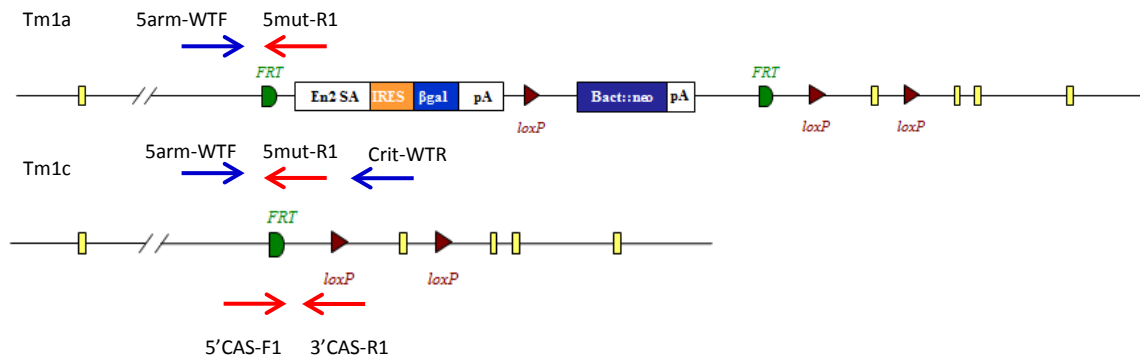 Tm1a 5arm-WTF 5mut-R1
FRT FRT
En2 SA IRES βgal pA Bact::neo pA
loxP loxP loxP
5arm-WTF 5mut-R1 Crit-WTR
Tm1c
FRT
loxP loxP
5’CAS-F1 3’CAS-R1